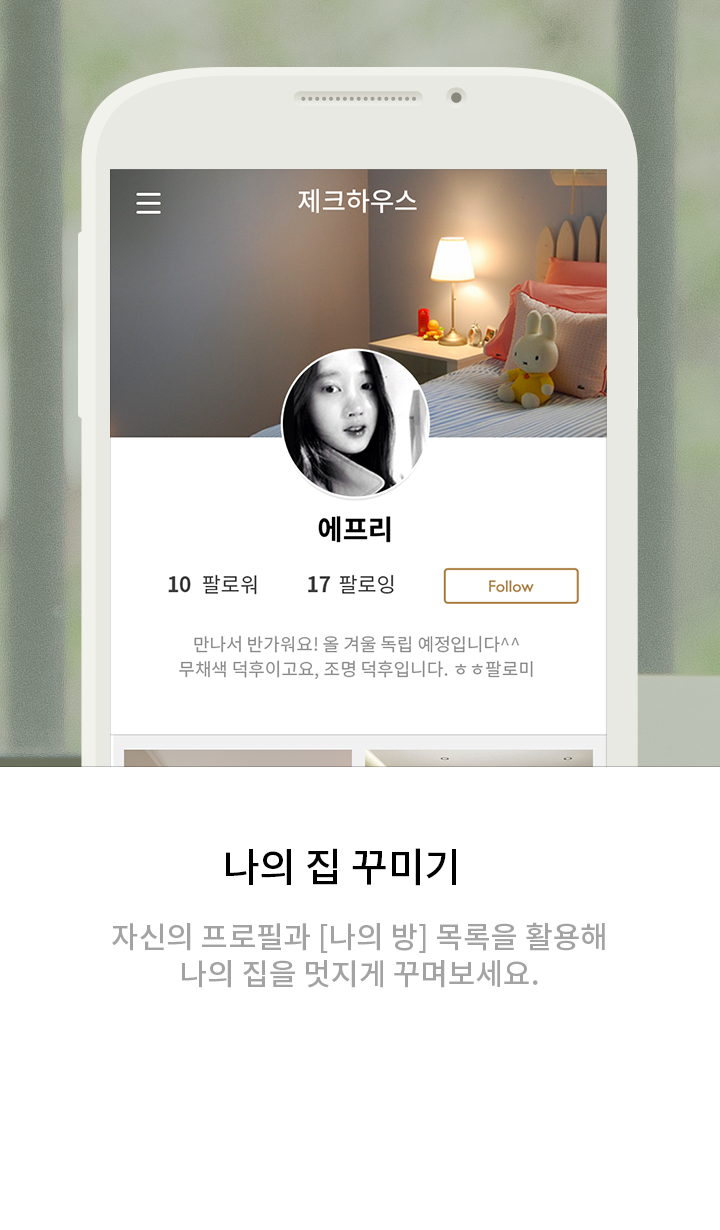 제크하우스
에프리
10 팔로워 17 팔로잉 Follow
만나서 반가워요! 올 겨울 독립 예정입니다^^
무채색 덕후이고요, 조명 덕후입니다. ㅎㅎ팔로미
나의 집 꾸미기
자신의 프로필과 [나의 방] 목록을 활용해
나의 집을 멋지게 꾸며보세요.